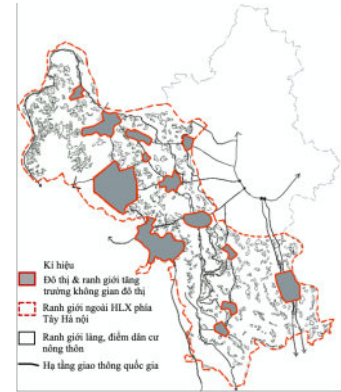 Kí hiệu
Đô thị & ranh giới tăng
trưởng không gian đô thị
Ranh giới ngoài HLX phía
Tây Hà nội
Ranh giới làng, điểm dân cư
nông thôn
Hạ tầng giao thông quốc gia